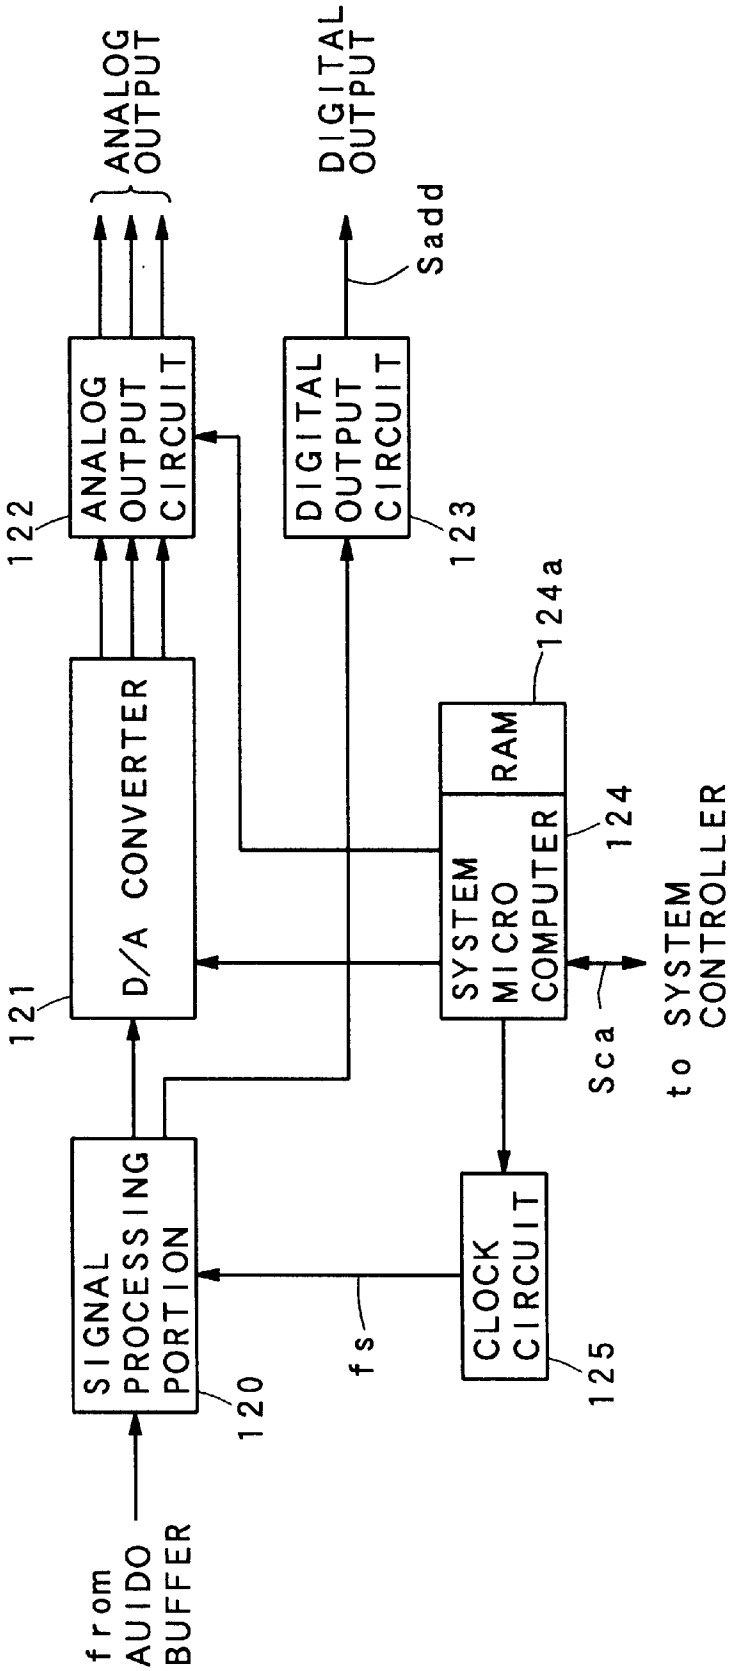 from
AUIDO
BUFFER
SIGNAL
PROCESSING
PORTION
120
D/A CONVERTER
121
ANALOG
OUTPUT
CIRCUIT
122
ANALOG
OUTPUT
DIGITAL
OUTPUT
CIRCUIT
123
DIGITAL
OUTPUT
Sadd
fs
CLOCK
CIRCUIT
125
SYSTEM
MICRO
COMPUTER
124
RAM
124a
Sca
to SYSTEM
CONTROLLER